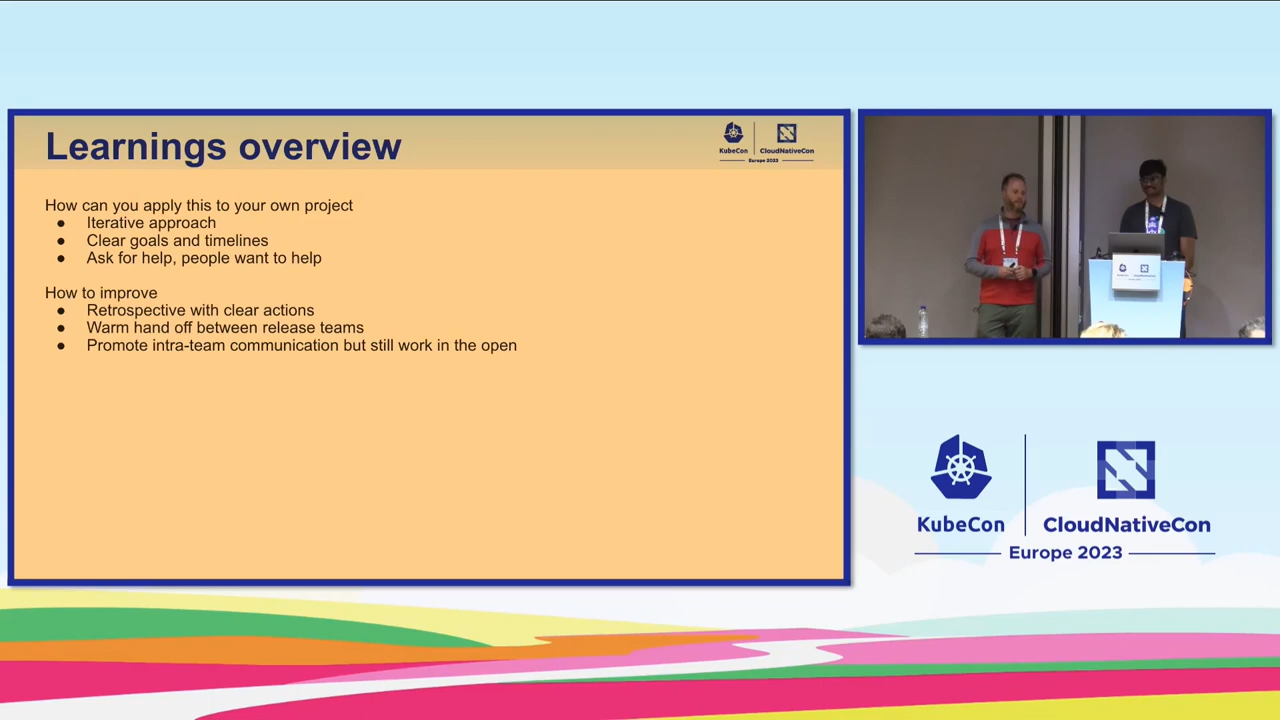 Learnings overview
KubeCon
CloudNativeCon
Europe 2023
How can you apply this to your own project
● Iterative approach
● Clear goals and timelines
● Ask for help, people want to help
How to improve
● Retrospective with clear actions
● Warm hand off between release teams
● Promote intra-team communication but still work in the open
KubeCon
CloudNativeCon
Europe 2023